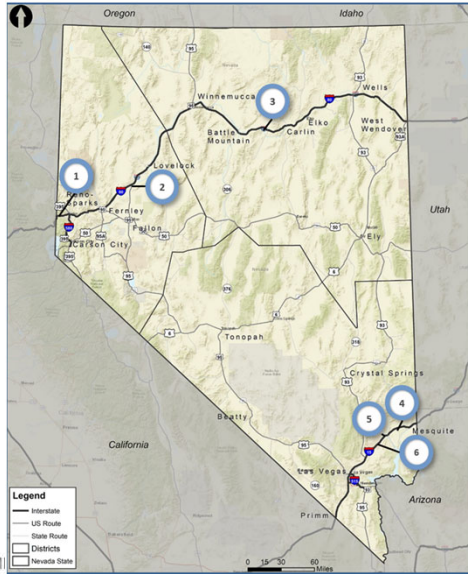 Oregon
Idaho
Winnemucca
3
Wells
Battle
Mountain
Carlin
Elko
West
Wendover
Lovelock
1
2
Reno-
Sparks
Fernley
Fallon
Carson City
Utah
Ely
Tonopah
Crystal Springs
5
4
Mesquite
Beatty
6
California
Las Vegas
Arizona
Primm
Legend
Interstate
US Route
State Route
Districts
Nevada State
0 15 30 60
Miles